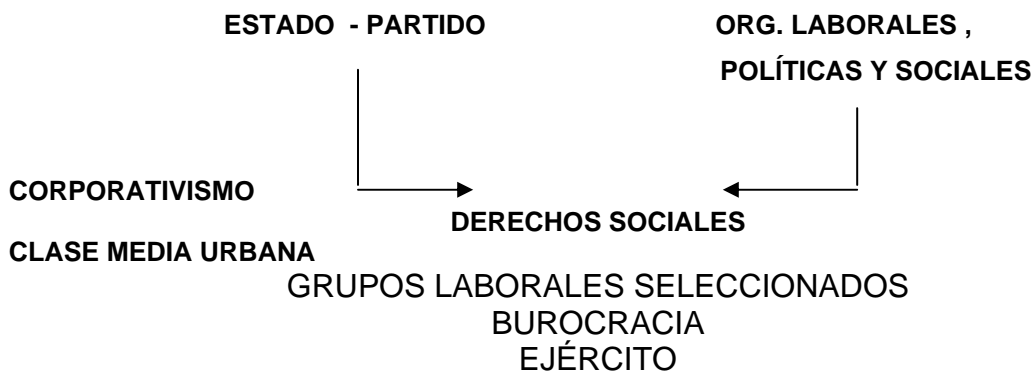 ESTADO - PARTIDO
ORG. LABORALES ,
POLÍTICAS Y SOCIALES
CORPORATIVISMO
DERECHOS SOCIALES
CLASE MEDIA URBANA
GRUPOS LABORALES SELECCIONADOS
BUROCRACIA
EJÉRCITO